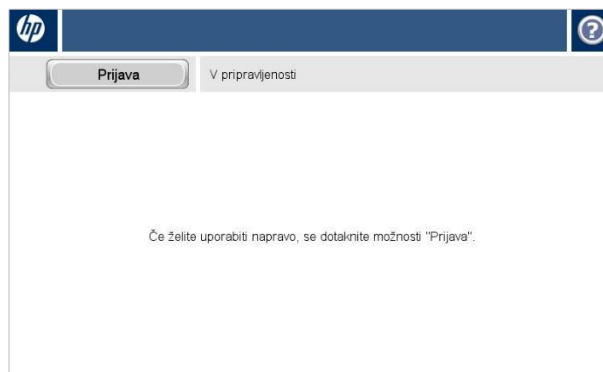 hp
?
Prijava
V pripravljenosti
Če želite uporabiti napravo, se dotaknite možnosti "Prijava".